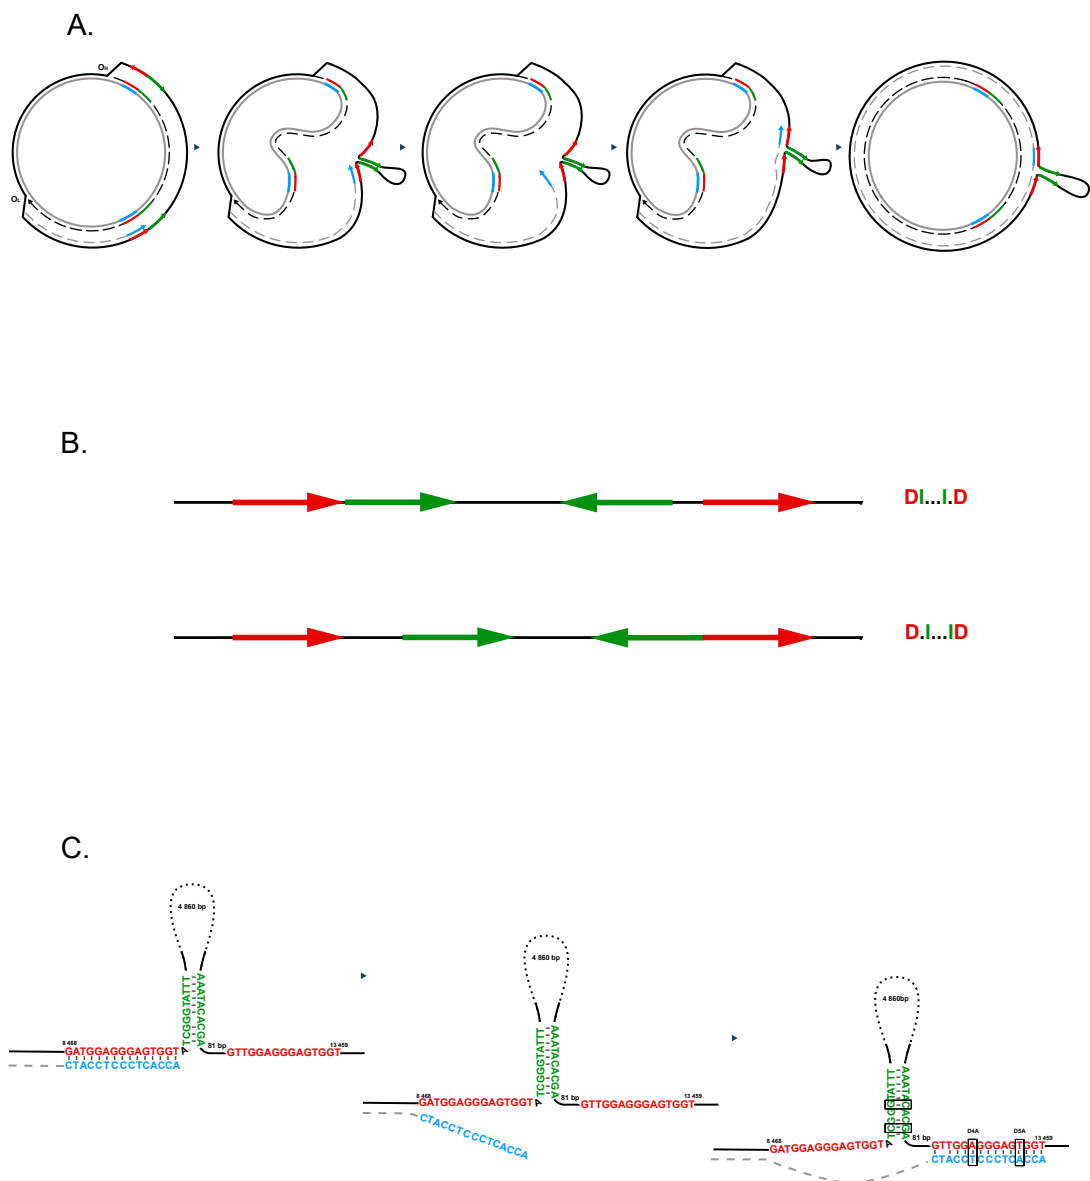 A.
OH
OL
B.
DI...I.D
D.I...ID
C.
4 860 bp
TCGGGTATTT
AAATACACGA
8 468
81 bp
13 459
GATGGAGGGAGTGGT
A
GTTGGAGGGAGTGGT
CTACCTCCCTCACCA
4 860 bp
TCGGGTATTT
AAATACACGA
8 468
81 bp
13 459
GATGGAGGGAGTGGT
A
GTTGGAGGGAGTGGT
CTACCTCCCTCACCA
4 860bp
TCGGGTATTT
AAATACACGA
D4A
D5A
8 468
81 bp
13 459
GATGGAGGGAGTGGT
A
GTTGGAGGGAGTGGT
CTACCTCCCTCACCA